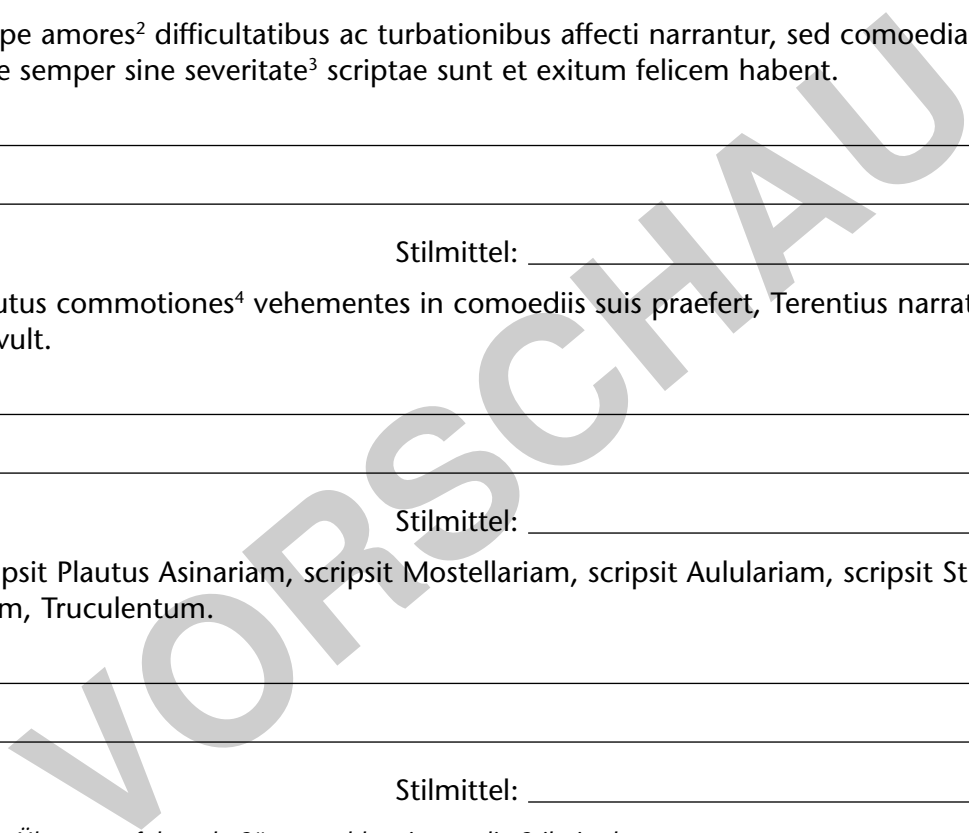 pe amores² difficultatibus ac turbationibus affecti narrantur, sed comoedia
e semper sine severitate³ scriptae sunt et exitum felicem habent.
Stilmittel:
utus commotiones⁴ vehementes in comoediis suis praefert, Terentius narrat
vult.
Stilmittel:
ipsit Plautus Asinariam, scripsit Mostellariam, scripsit Aululariam, scripsit St
m, Truculentum.
Stilmittel:
VORSCHAU